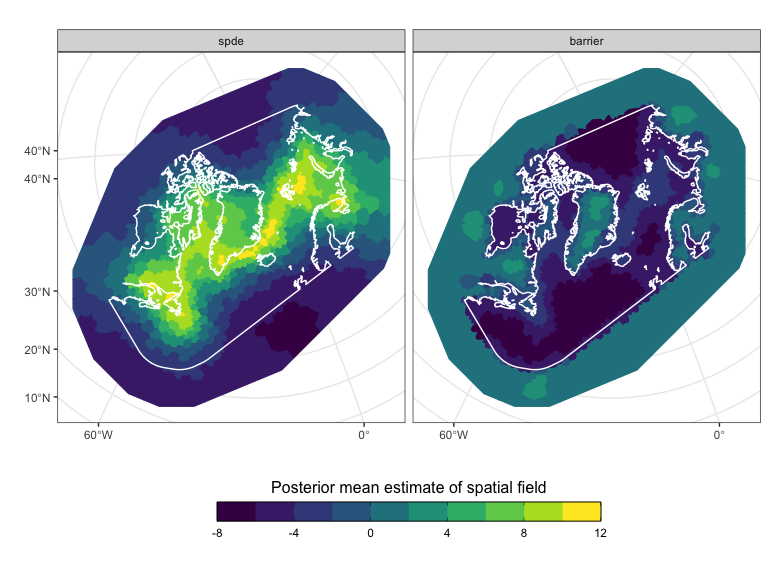 spde barrier
40°N
40°N
30°N
20°N
10°N
60°W 0° 60°W 0°
Posterior mean estimate of spatial field
-8 -4 0 4 8 12